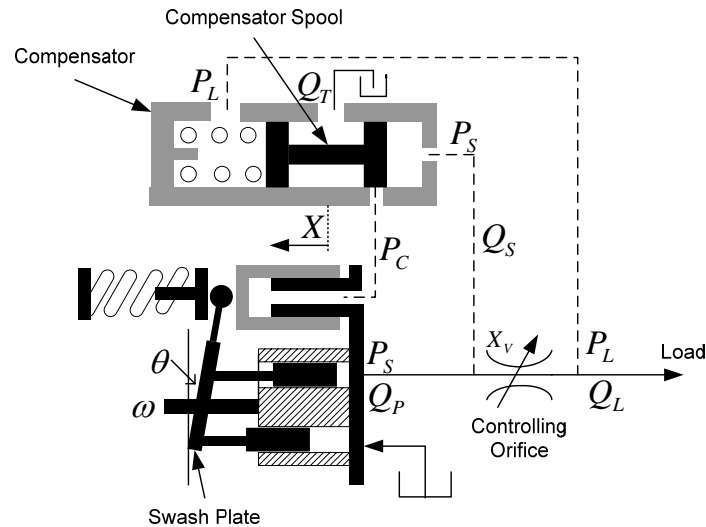 Compensator Spool
Compensator
P_L
Q_T
P_S
X
P_C
Q_S
θ
ω
P_S
Q_P
X_V
P_L
Q_L
Load
Controlling
Orifice
Swash Plate